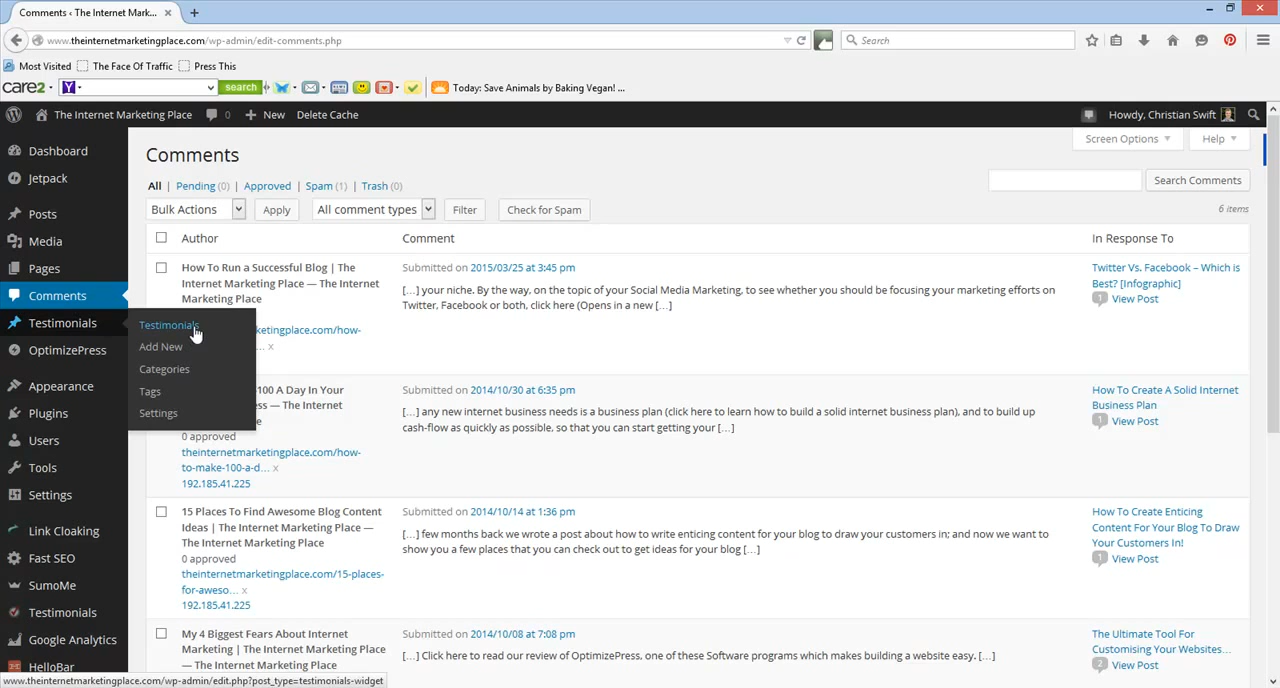 Comments ‹ The Internet Mark... ×
+
www.theinternetmarketingplace.com/wp-admin/edit-comments.php
Search
Most Visited The Face Of Traffic Press This
care2 Y search Today: Save Animals by Baking Vegan! ...
The Internet Marketing Place 0 + New Delete Cache
Howdy, Christian Swift
Dashboard
Jetpack
Posts
Media
Pages
Comments
Testimonials
OptimizePress
Appearance
Plugins
Users
Tools
Settings
Link Cloaking
Fast SEO
SumoMe
Testimonials
Google Analytics
HelloBar
Testimonials
Add New
Categories
Tags
Settings
Screen Options Help
Comments
All | Pending (0) | Approved | Spam (1) | Trash (0)
Search Comments
Bulk Actions Apply All comment types Filter Check for Spam
6 items
Author Comment In Response To
How To Run a Successful Blog | The
Internet Marketing Place — The Internet
Marketing Place
ketingplace.com/how-
... x
Submitted on 2015/03/25 at 3:45 pm
[...] your niche. By the way, on the topic of your Social Media Marketing, to see whether you should be focusing your marketing efforts on
Twitter, Facebook or both, click here (Opens in a new [...]
Twitter Vs. Facebook – Which is
Best? [Infographic]
1 View Post
100 A Day In Your
ess — The Internet
ce
0 approved
theinternetmarketingplace.com/how-
to-make-100-a-d... x
192.185.41.225
Submitted on 2014/10/30 at 6:35 pm
[...] any new internet business needs is a business plan (click here to learn how to build a solid internet business plan), and to build up
cash-flow as quickly as possible, so that you can start getting your [...]
How To Create A Solid Internet
Business Plan
1 View Post
15 Places To Find Awesome Blog Content
Ideas | The Internet Marketing Place —
The Internet Marketing Place
0 approved
theinternetmarketingplace.com/15-places-
for-aweso... x
192.185.41.225
Submitted on 2014/10/14 at 1:36 pm
[...] few months back we wrote a post about how to write enticing content for your blog to draw your customers in; and now we want to
show you a few places that you can check out to get ideas for your blog [...]
How To Create Enticing
Content For Your Blog To Draw
Your Customers In!
1 View Post
My 4 Biggest Fears About Internet
Marketing | The Internet Marketing Place
— The Internet Marketing Place
Submitted on 2014/10/08 at 7:08 pm
[...] Click here to read our review of OptimizePress, one of these Software programs which makes building a website easy. [...]
The Ultimate Tool For
Customising Your Websites...
2 View Post
www.theinternetmarketingplace.com/wp-admin/edit.php?post_type=testimonials-widget